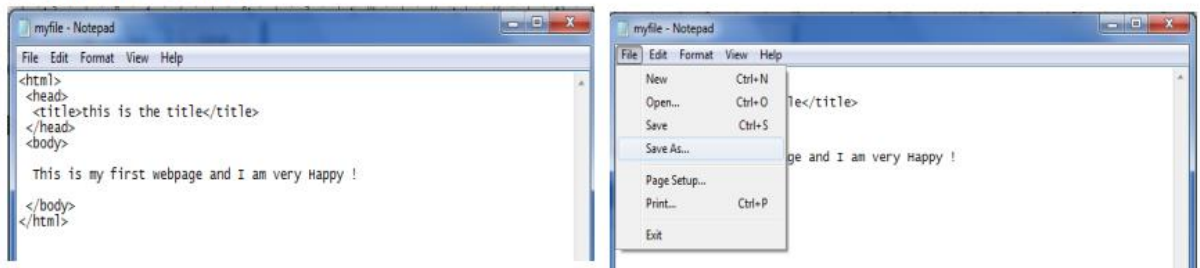 myfile - Notepad
File Edit Format View Help
<html>
<head>
<title>this is the title</title>
</head>
<body>
This is my first webpage and I am very Happy !
</body>
</html>
myfile - Notepad
File Edit Format View Help
New Ctrl+N
Open... Ctrl+O
Save Ctrl+S
Save As...
Page Setup...
Print... Ctrl+P
Exit
le</title>
ge and I am very Happy !